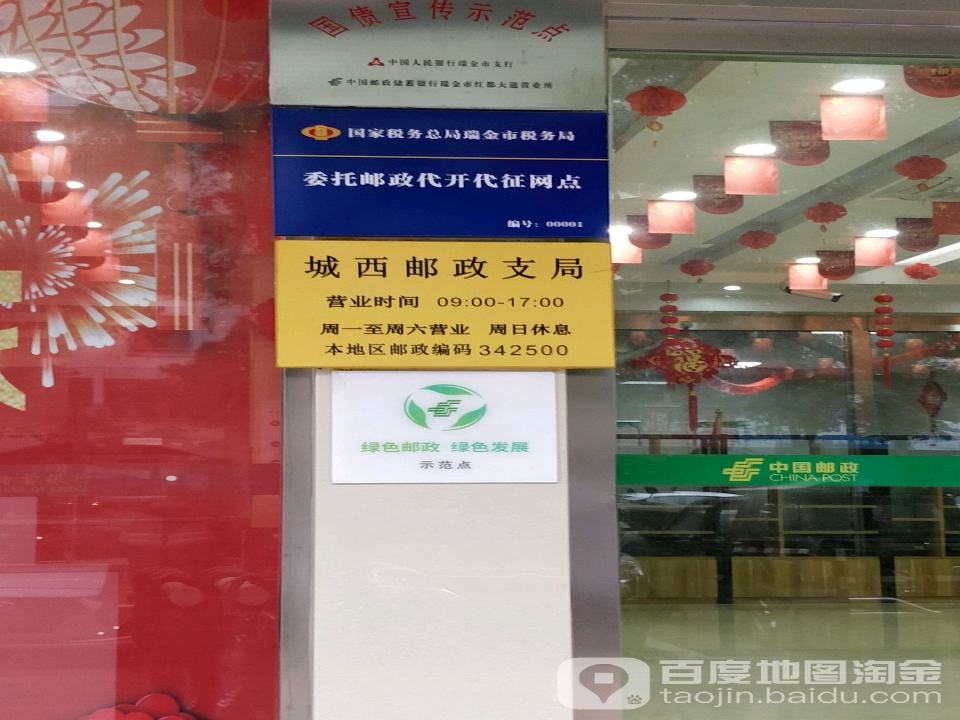 国债宣传示范点
中国人民银行瑞金市支行
中国邮政储蓄银行瑞金市红都大道营业所
国家税务总局瑞金市税务局
委托邮政代开代征网点
编号：00001
城西邮政支局
营业时间 09:00-17:00
周一至周六营业 周日休息
本地区邮政编码 342500
绿色邮政 绿色发展
示范点
中国邮政
CHINA POST
福
百度地图淘金
taojin.baidu.com